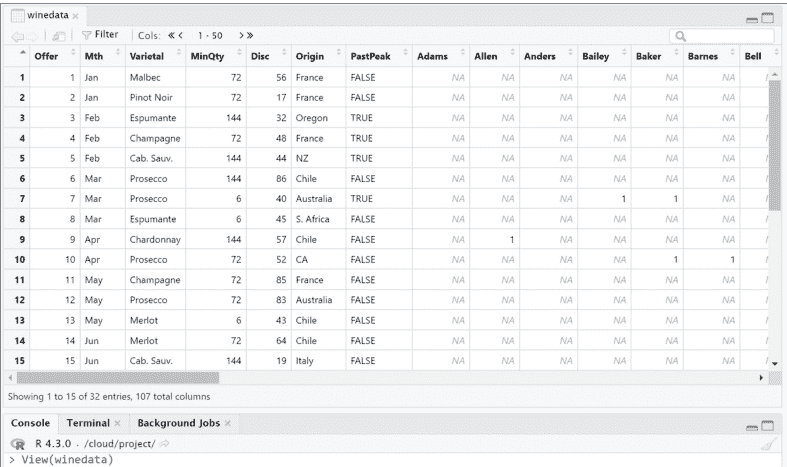 winedata
Filter Cols: 1 - 50
Offer Mth Varietal MinQty Disc Origin PastPeak Adams Allen Anders Bailey Baker Barnes Bell
1 1 Jan Malbec 72 56 France FALSE NA NA NA NA NA NA
2 2 Jan Pinot Noir 72 17 France FALSE NA NA NA NA NA NA
3 3 Feb Espumante 144 32 Oregon TRUE NA NA NA NA NA NA
4 4 Feb Champagne 72 48 France TRUE NA NA NA NA NA NA
5 5 Feb Cab. Sauv. 144 44 NZ TRUE NA NA NA NA NA NA
6 6 Mar Prosecco 144 86 Chile FALSE NA NA NA NA NA NA
7 7 Mar Prosecco 6 40 Australia TRUE NA NA NA 1 1 NA
8 8 Mar Espumante 6 45 S. Africa FALSE NA NA NA NA NA NA
9 9 Apr Chardonnay 144 57 Chile FALSE NA 1 NA NA NA NA
10 10 Apr Prosecco 72 52 CA FALSE NA NA NA NA 1 1
11 11 May Champagne 72 85 France FALSE NA NA NA NA NA NA
12 12 May Prosecco 72 83 Australia FALSE NA NA NA NA NA NA
13 13 May Merlot 6 43 Chile FALSE NA NA NA NA NA NA
14 14 Jun Merlot 72 64 Chile FALSE NA NA NA NA NA NA
15 15 Jun Cab. Sauv. 144 19 Italy FALSE NA NA NA NA NA NA
Showing 1 to 15 of 32 entries, 107 total columns
Console Terminal Background Jobs
R 4.3.0 · /cloud/project/
> View(winedata)